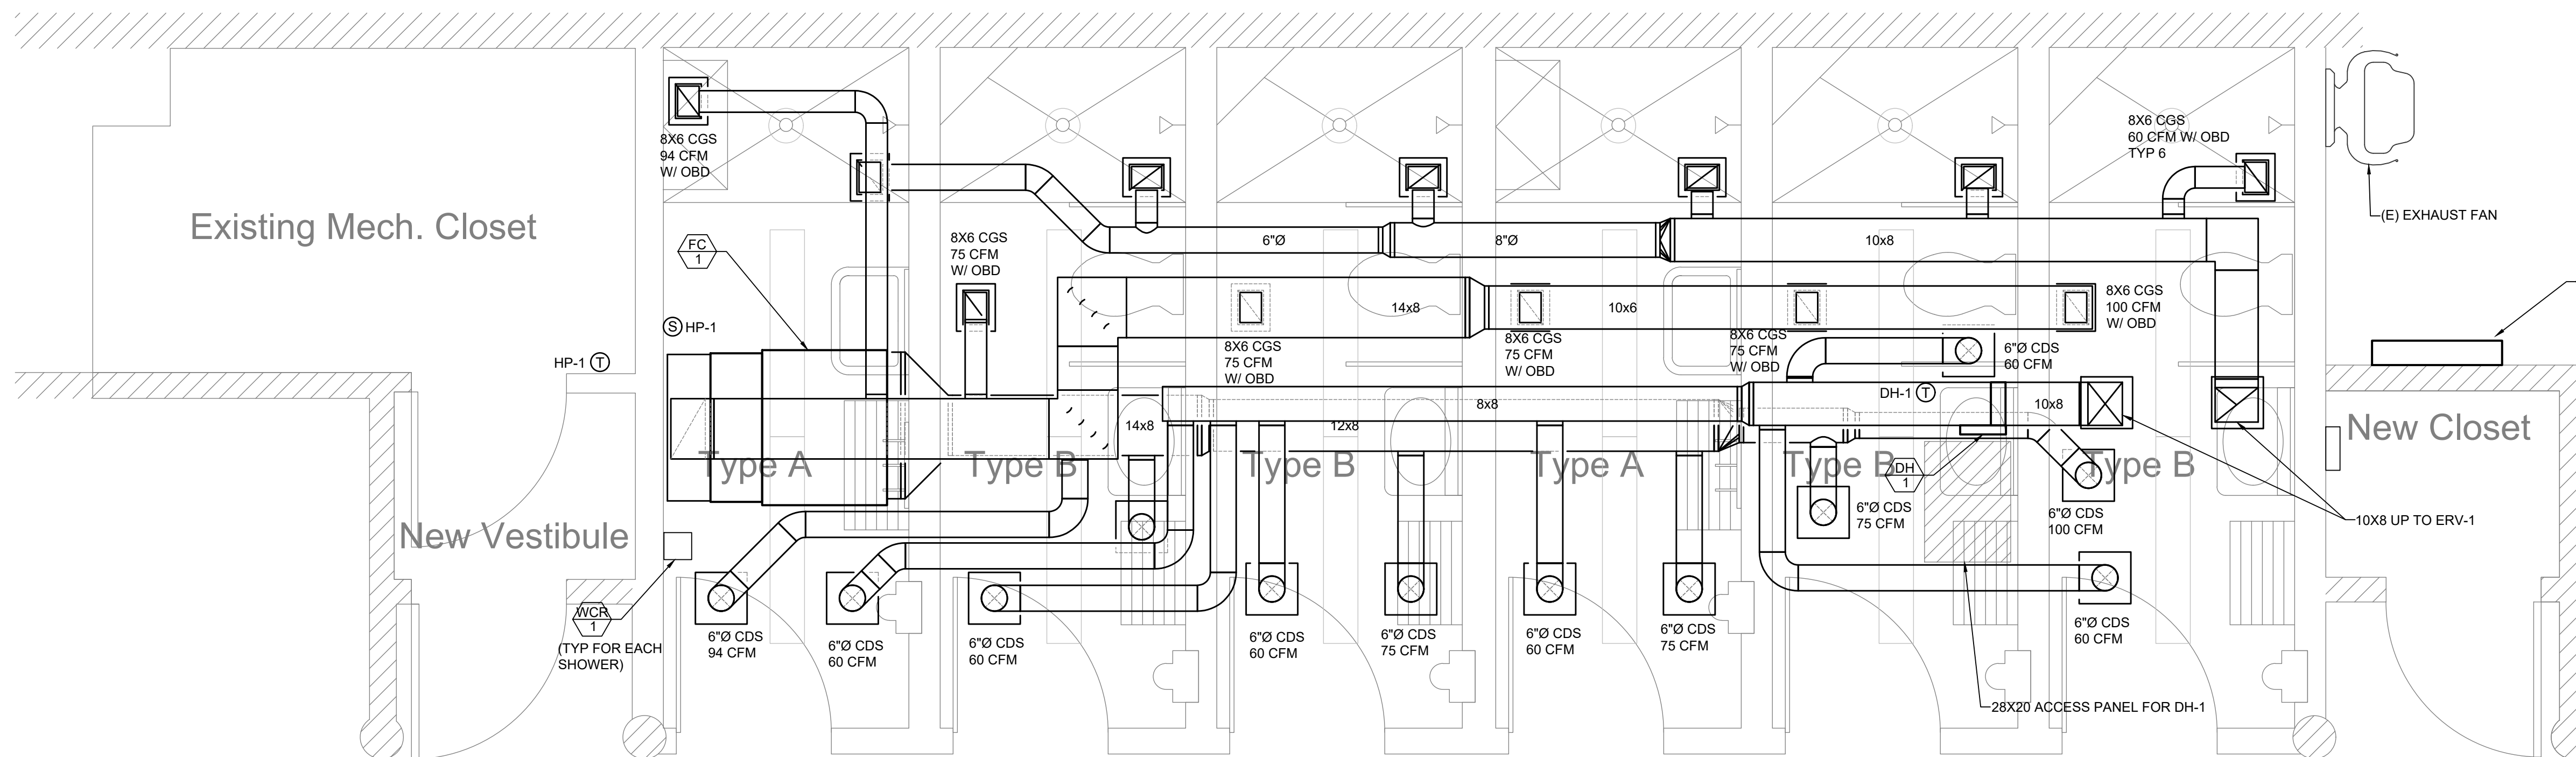 8X6 CGS
60 CFM W/ OBD
TYP 6
8X6 CGS
94 CFM
W/ OBD
Existing Mech. Closet
(E) EXHAUST FAN
FC
1
8X6 CGS
75 CFM
W/ OBD
6"Ø
8"Ø
10x8
14x8
10x6
8X6 CGS
100 CFM
W/ OBD
S HP-1
HP-1 T
8X6 CGS
75 CFM
W/ OBD
8X6 CGS
75 CFM
W/ OBD
8X6 CGS
75 CFM
W/ OBD
6"Ø CDS
60 CFM
DH-1 T
10x8
8x8
14x8
12x8
New Closet
Type A
Type B
Type B
Type A
Type B
Type B
DH
1
6"Ø CDS
75 CFM
6"Ø CDS
100 CFM
10X8 UP TO ERV-1
New Vestibule
WCR
1
(TYP FOR EACH
SHOWER)
6"Ø CDS
94 CFM
6"Ø CDS
60 CFM
6"Ø CDS
60 CFM
6"Ø CDS
60 CFM
6"Ø CDS
75 CFM
6"Ø CDS
60 CFM
6"Ø CDS
75 CFM
6"Ø CDS
60 CFM
28X20 ACCESS PANEL FOR DH-1